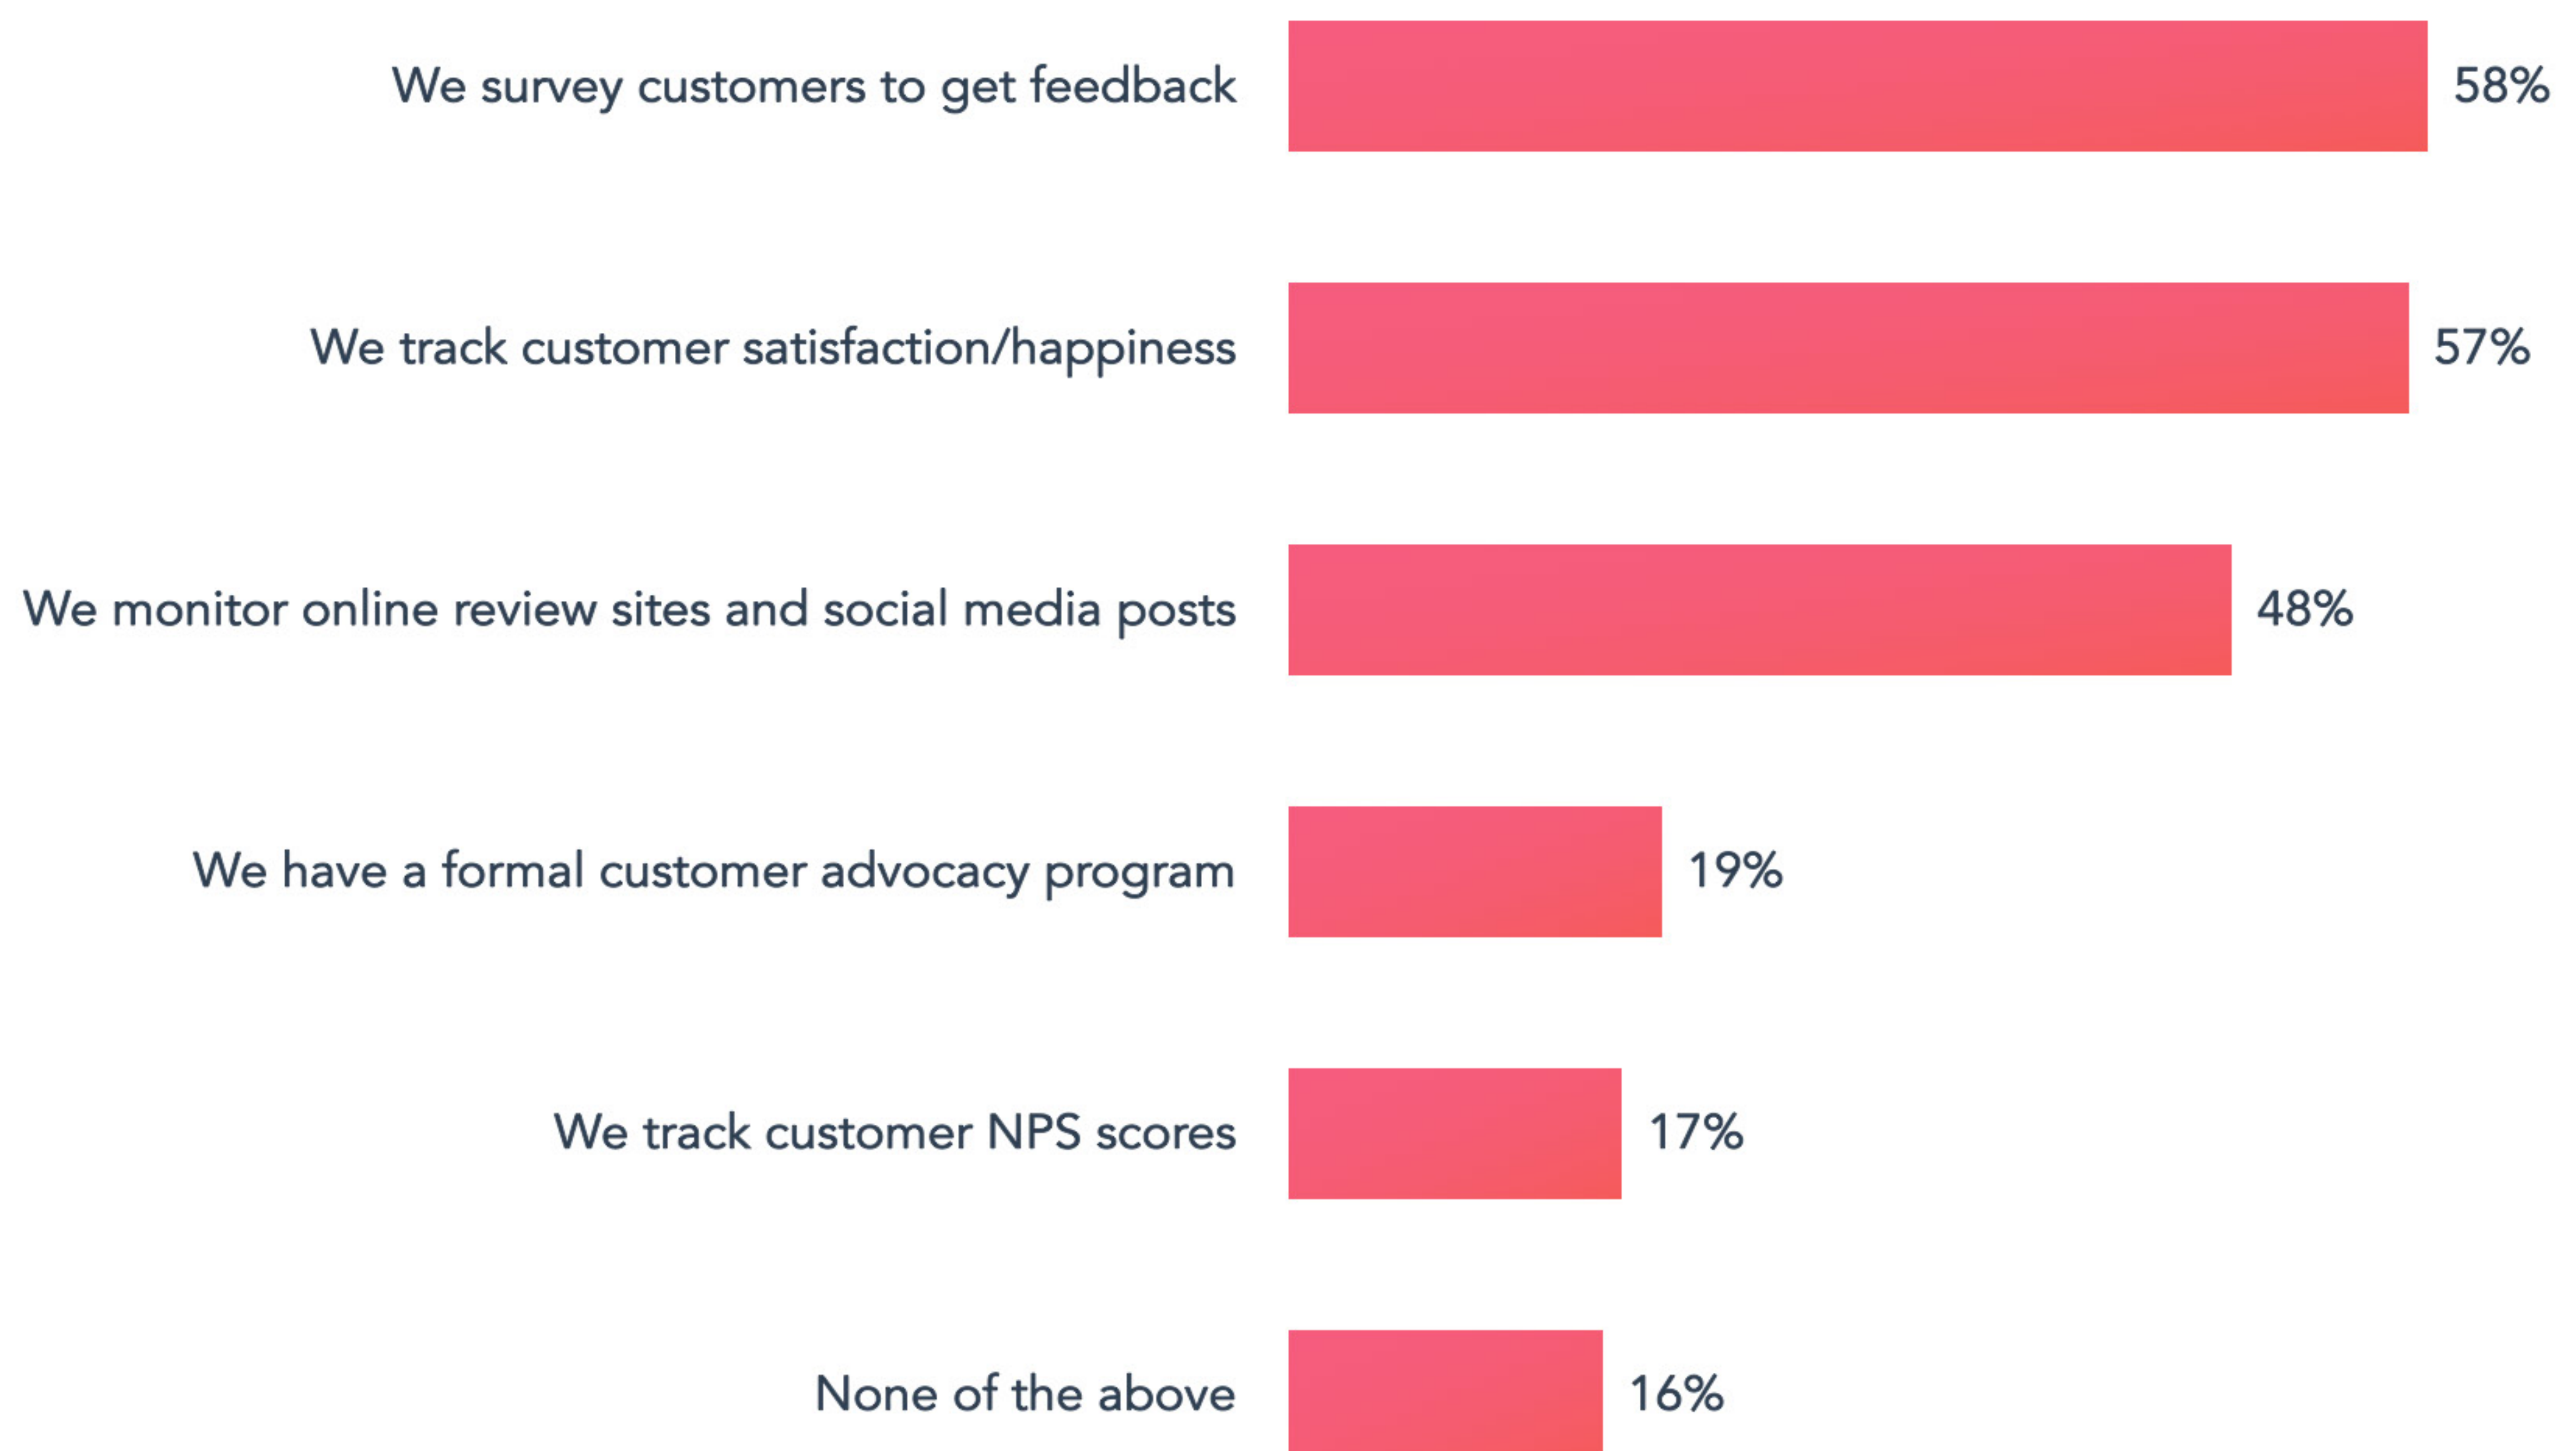 We survey customers to get feedback 58%
We track customer satisfaction/happiness 57%
We monitor online review sites and social media posts 48%
We have a formal customer advocacy program 19%
We track customer NPS scores 17%
None of the above 16%